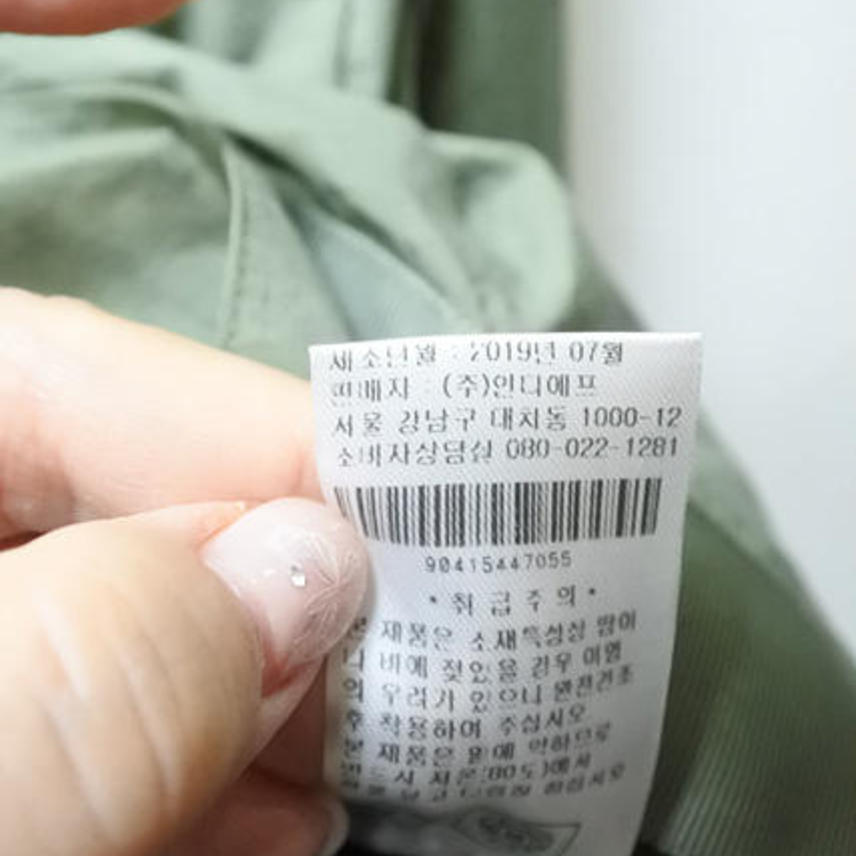 제조년월 : 2019년 07월
판매자 : (주)인디에프
서울 강남구 대치동 1000-12
소비자상담실 080-022-1281
90415447055
•취급주의•
본 제품은 소재특성상 땀이
나 비에 젖었을 경우 이염
의 우려가 있으니 완전건조
후 착용하여 주십시오
본 제품은 열에 약하므로
반드시 저온(80도)에서